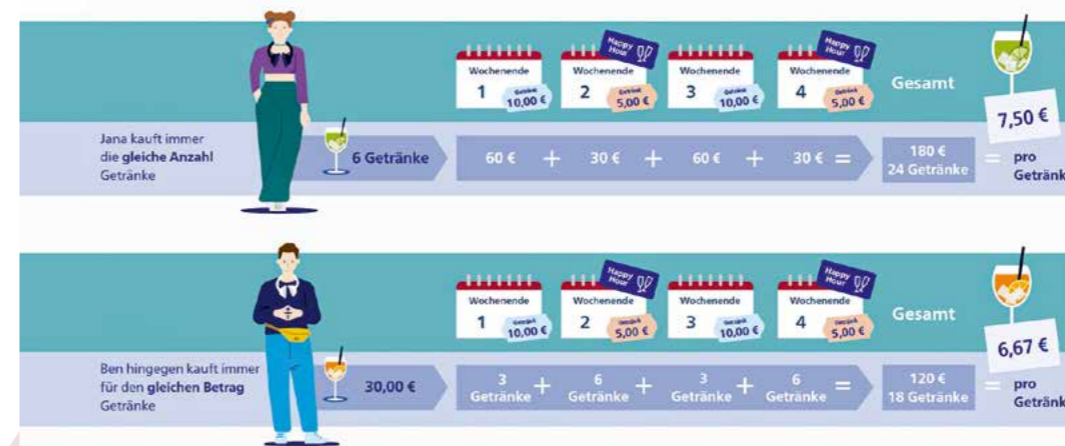 Happy Hour
Happy Hour
Wochenende Wochenende Wochenende Wochenende
1 2 3 4
Getränk Getränk Getränk Getränk
10,00 € 5,00 € 10,00 € 5,00 €
Gesamt
7,50 €
Jana kauft immer
die gleiche Anzahl
Getränke
6 Getränke
60 € + 30 € + 60 € + 30 € =
180 €
24 Getränke
=
pro
Getränk
Happy Hour
Happy Hour
Wochenende Wochenende Wochenende Wochenende
1 2 3 4
Getränk Getränk Getränk Getränk
10,00 € 5,00 € 10,00 € 5,00 €
Gesamt
6,67 €
Ben hingegen kauft immer
für den gleichen Betrag
Getränke
30,00 €
3 + 6 + 3 + 6 =
Getränke Getränke Getränke Getränke
120 €
18 Getränke
=
pro
Getränk